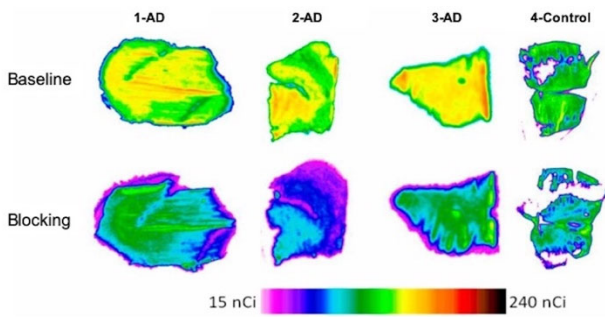 1-AD 2-AD 3-AD 4-Control
Baseline
Blocking
15 nCi 240 nCi